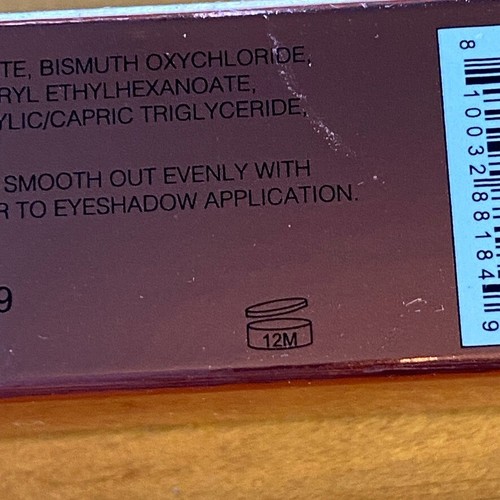 TE, BISMUTH OXYCHLORIDE,
RYL ETHYLHEXANOATE,
YLIC/CAPRIC TRIGLYCERIDE,
SMOOTH OUT EVENLY WITH
R TO EYESHADOW APPLICATION.
9
12M
8 10032 88184 9